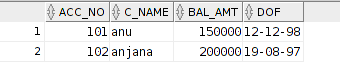 ACC_NO C_NAME BAL_AMT DOF
1 101 anu 150000 12-12-98
2 102 anjana 200000 19-08-97